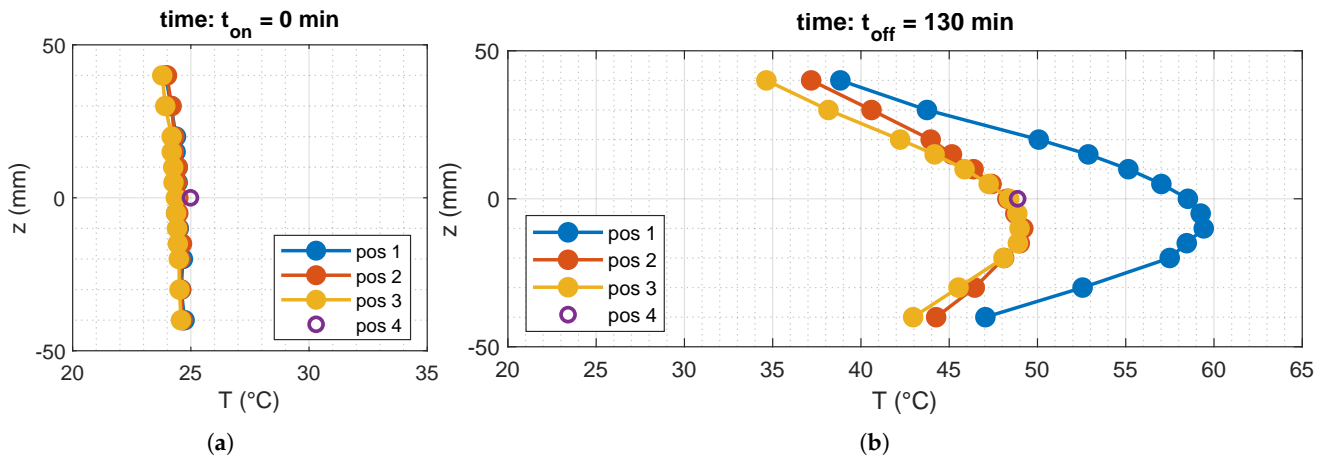 time: t_on = 0 min
50
0
-50
z (mm)
20
25
30
35
T (°C)
pos 1
pos 2
pos 3
pos 4
(a)
time: t_off = 130 min
50
0
-50
z (mm)
20
25
30
35
40
45
50
55
60
65
T (°C)
pos 1
pos 2
pos 3
pos 4
(b)